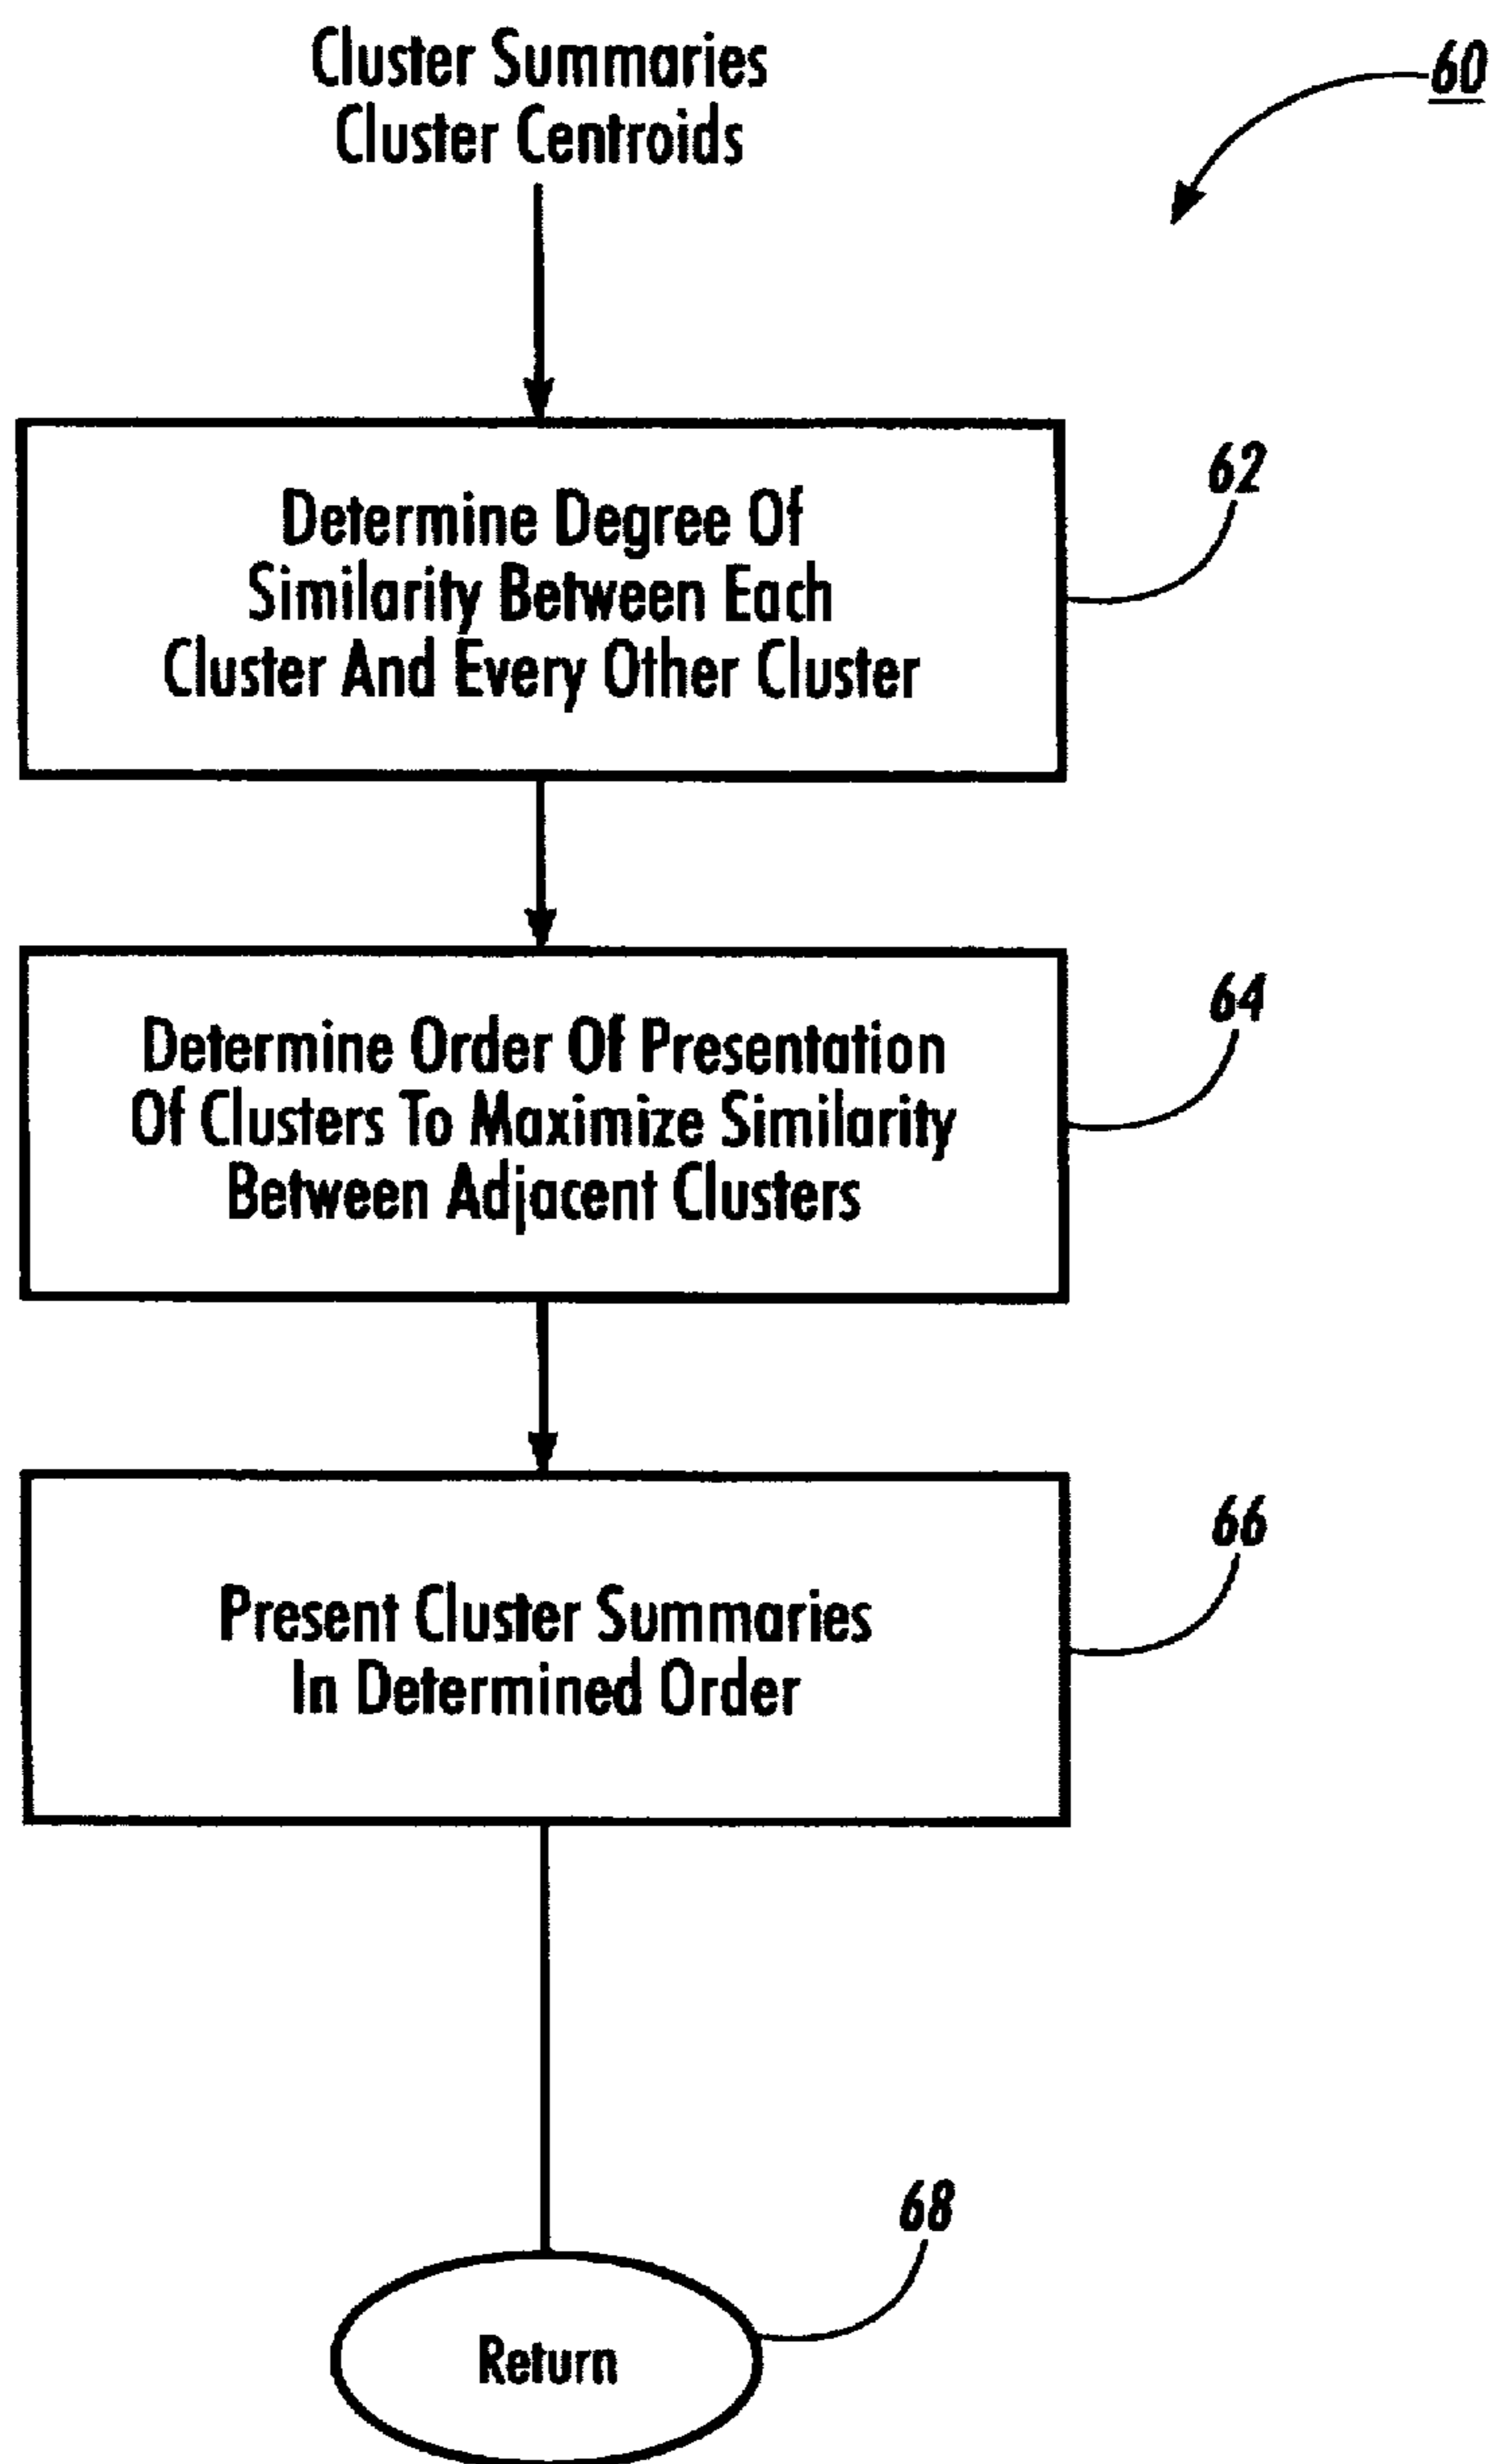 Cluster Summaries
Cluster Centroids
60
Determine Degree Of
Similarity Between Each
Cluster And Every Other Cluster
62
Determine Order Of Presentation
Of Clusters To Maximize Similarity
Between Adjacent Clusters
64
Present Cluster Summaries
In Determined Order
66
Return
68